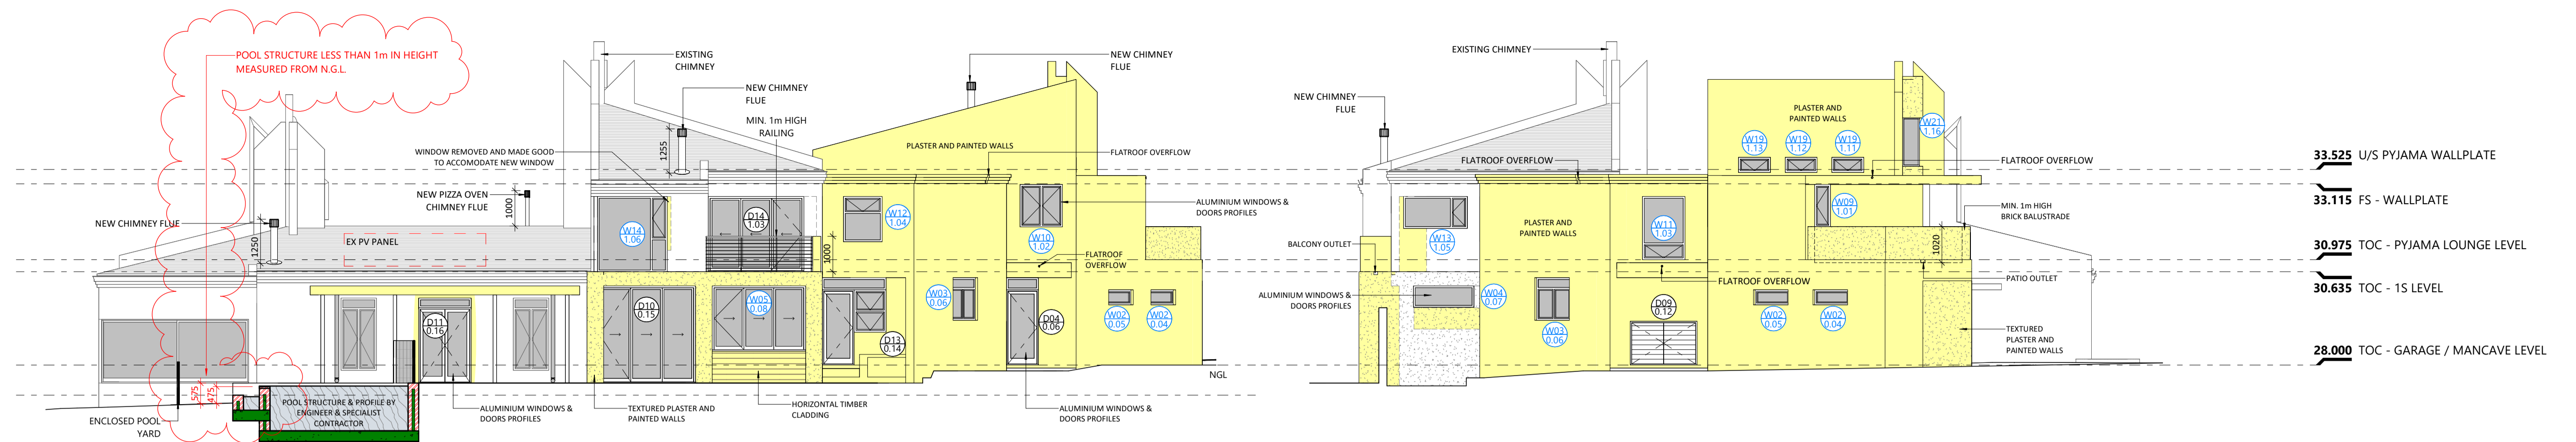 POOL STRUCTURE LESS THAN 1m IN HEIGHT
MEASURED FROM N.G.L.
EXISTING
CHIMNEY
NEW CHIMNEY
FLUE
MIN. 1m HIGH
RAILING
1255
WINDOW REMOVED AND MADE GOOD
TO ACCOMODATE NEW WINDOW
NEW PIZZA OVEN
CHIMNEY FLUE
1000
NEW CHIMNEY FLUE
1250
EX PV PANEL
W14
1.06
D14
1.03
1000
NEW CHIMNEY
FLUE
PLASTER AND PAINTED WALLS
FLATROOF OVERFLOW
W12
1.04
W10
1.02
ALUMINIUM WINDOWS &
DOORS PROFILES
FLATROOF
OVERFLOW
D11
0.16
D10
0.15
W05
0.08
D13
0.14
W03
0.06
D04
0.06
W02
0.05
W02
0.04
NGL
575
475
POOL STRUCTURE & PROFILE BY
ENGINEER & SPECIALIST
CONTRACTOR
ENCLOSED POOL
YARD
ALUMINIUM WINDOWS &
DOORS PROFILES
TEXTURED PLASTER AND
PAINTED WALLS
HORIZONTAL TIMBER
CLADDING
ALUMINIUM WINDOWS &
DOORS PROFILES
EXISTING CHIMNEY
NEW CHIMNEY
FLUE
FLATROOF OVERFLOW
PLASTER AND
PAINTED WALLS
W19
1.13
W19
1.12
W19
1.11
W21
1.16
FLATROOF OVERFLOW
W13
1.05
PLASTER AND
PAINTED WALLS
W11
1.03
W09
1.01
MIN. 1m HIGH
BRICK BALUSTRADE
1020
BALCONY OUTLET
ALUMINIUM WINDOWS &
DOORS PROFILES
W04
0.07
W03
0.06
FLATROOF OVERFLOW
D09
0.12
W02
0.05
W02
0.04
PATIO OUTLET
TEXTURED
PLASTER AND
PAINTED WALLS
33.525 U/S PYJAMA WALLPLATE
33.115 FS - WALLPLATE
30.975 TOC - PYJAMA LOUNGE LEVEL
30.635 TOC - 1S LEVEL
28.000 TOC - GARAGE / MANCAVE LEVEL